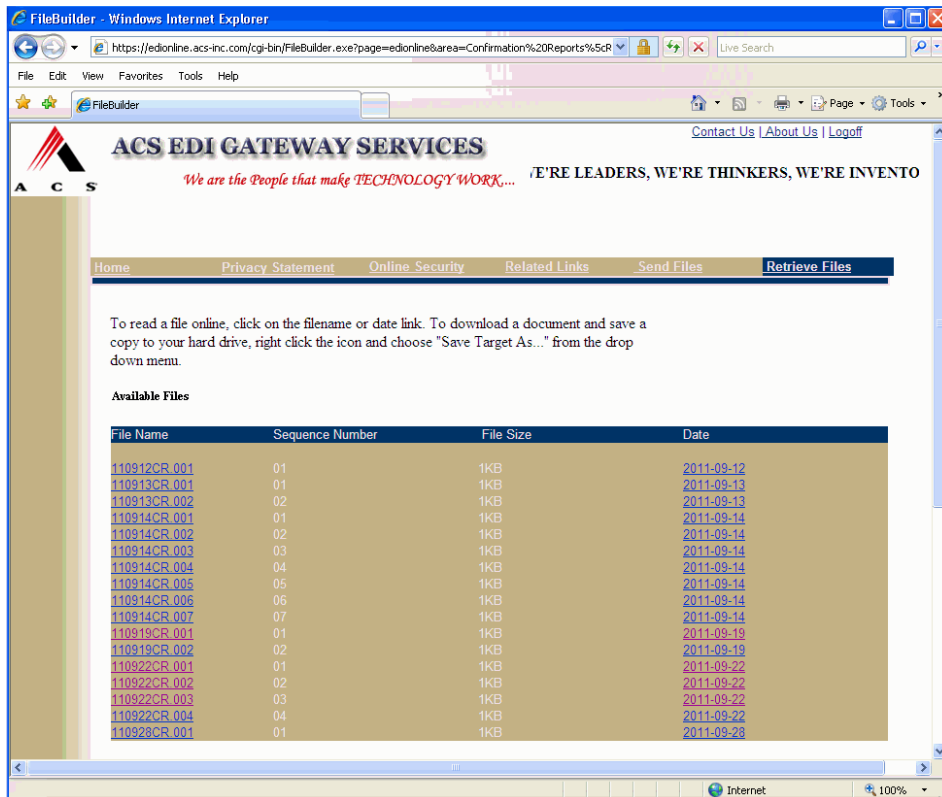 FileBuilder - Windows Internet Explorer
https://edionline.acs-inc.com/cgi-bin/FileBuilder.exe?page=edionline&area=Confirmation%20Reports%5cR
Live Search
File Edit View Favorites Tools Help
FileBuilder
Page Tools
Contact Us | About Us | Logoff
ACS EDI GATEWAY SERVICES
We are the People that make TECHNOLOGY WORK,...
/E'RE LEADERS, WE'RE THINKERS, WE'RE INVENTO
A C S
Home Privacy Statement Online Security Related Links Send Files Retrieve Files
To read a file online, click on the filename or date link. To download a document and save a
copy to your hard drive, right click the icon and choose "Save Target As..." from the drop
down menu.
Available Files
File Name Sequence Number File Size Date
110912CR.001 01 1KB 2011-09-12
110913CR.001 01 1KB 2011-09-13
110913CR.002 02 1KB 2011-09-13
110914CR.001 01 1KB 2011-09-14
110914CR.002 02 1KB 2011-09-14
110914CR.003 03 1KB 2011-09-14
110914CR.004 04 1KB 2011-09-14
110914CR.005 05 1KB 2011-09-14
110914CR.006 06 1KB 2011-09-14
110914CR.007 07 1KB 2011-09-14
110919CR.001 01 1KB 2011-09-19
110919CR.002 02 1KB 2011-09-19
110922CR.001 01 1KB 2011-09-22
110922CR.002 02 1KB 2011-09-22
110922CR.003 03 1KB 2011-09-22
110922CR.004 04 1KB 2011-09-22
110928CR.001 01 1KB 2011-09-28
Internet 100%